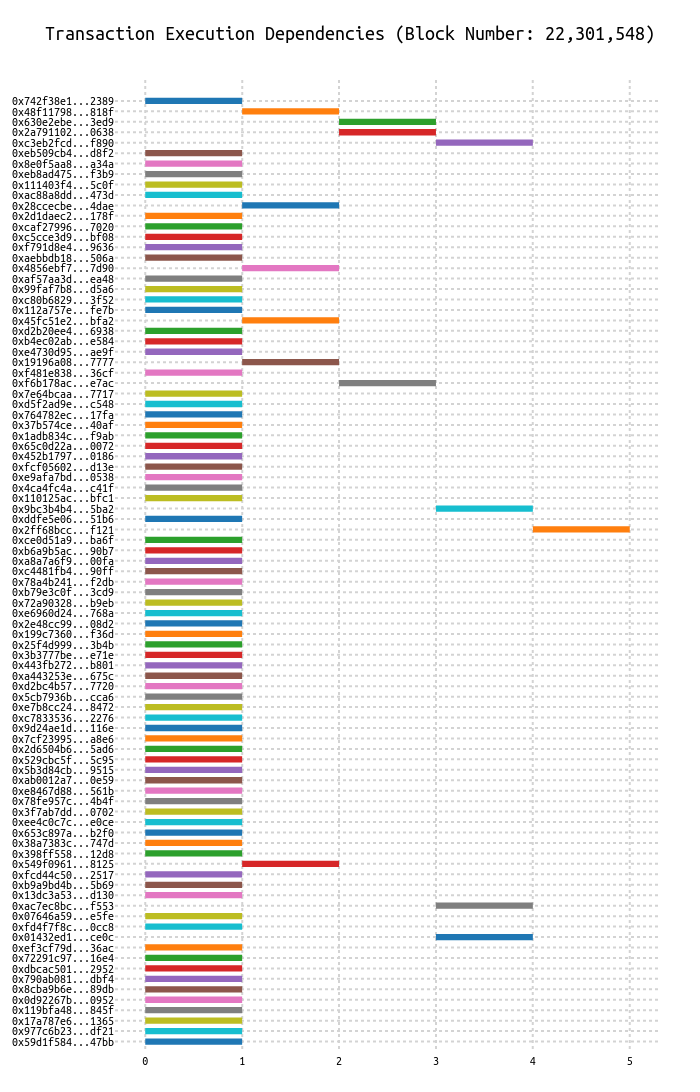 Transaction Execution Dependencies (Block Number: 22,301,548)
0x742f38e1...2389
0x48f11798...818f
0x630e2ebe...3ed9
0x2a791102...0638
0xc3eb2fcd...f890
0xeb509cb4...d8f2
0x8e0f5aa8...a34a
0xeb8ad475...f3b9
0x111403f4...5c0f
0xac88a8dd...473d
0x28ccecbe...4dae
0x2d1daec2...178f
0xcaf27996...7020
0xc5cce3d9...bf08
0xf791d8e4...9636
0xaebbdb18...506a
0x4856ebf7...7d90
0xaf57aa3d...ea48
0x99faf7b8...d5a6
0xc80b6829...3f52
0x112a757e...fe7b
0x45fc51e2...bfa2
0xd2b20ee4...6938
0xb4ec02ab...e584
0xe4730d95...ae9f
0x19196a08...7777
0xf481e838...36cf
0xf6b178ac...e7ac
0x7e64bcaa...7717
0xd5f2ad9e...c548
0x764782ec...17fa
0x37b574ce...40af
0x1adb834c...f9ab
0x65c0d22a...0072
0x452b1797...0186
0xfcf05602...d13e
0xe9afa7bd...0538
0x4ca4fc4a...c41f
0x110125ac...bfc1
0x9bc3b4b4...5ba2
0xddfe5e06...51b6
0x2ff68bcc...f121
0xce0d51a9...ba6f
0xb6a9b5ac...90b7
0xa8a7a6f9...00fa
0xc4481fb4...90ff
0x78a4b241...f2db
0xb79e3c0f...3cd9
0x72a90328...b9eb
0xe6960d24...768a
0x2e48cc99...08d2
0x199c7360...f36d
0x25f4d999...3b4b
0x3b3777be...e71e
0x443fb272...b801
0xa443253e...675c
0xd2bc4b57...7720
0x5cb7936b...cca6
0xe7b8cc24...8472
0xc7833536...2276
0x9d24ae1d...116e
0x7cf23995...a8e6
0x2d6504b6...5ad6
0x529cbc5f...5c95
0x5b3d84cb...9515
0xab0012a7...0e59
0xe8467d88...561b
0x78fe957c...4b4f
0x3f7ab7dd...0702
0xee4c0c7c...e0ce
0x653c897a...b2f0
0x38a7383c...747d
0x398ff558...12d8
0x549f0961...8125
0xfcd44c50...2517
0xb9a9bd4b...5b69
0x13dc3a53...d130
0xac7ec8bc...f553
0x07646a59...e5fe
0xfd4f7f8c...0cc8
0x01432ed1...ce0c
0xef3cf79d...36ac
0x72291c97...16e4
0xdbcac501...2952
0x790ab081...dbf4
0x8cba9b6e...89db
0x0d92267b...0952
0x119bfa48...845f
0x17a787e6...1365
0x977c6b23...df21
0x59d1f584...47bb
0 1 2 3 4 5